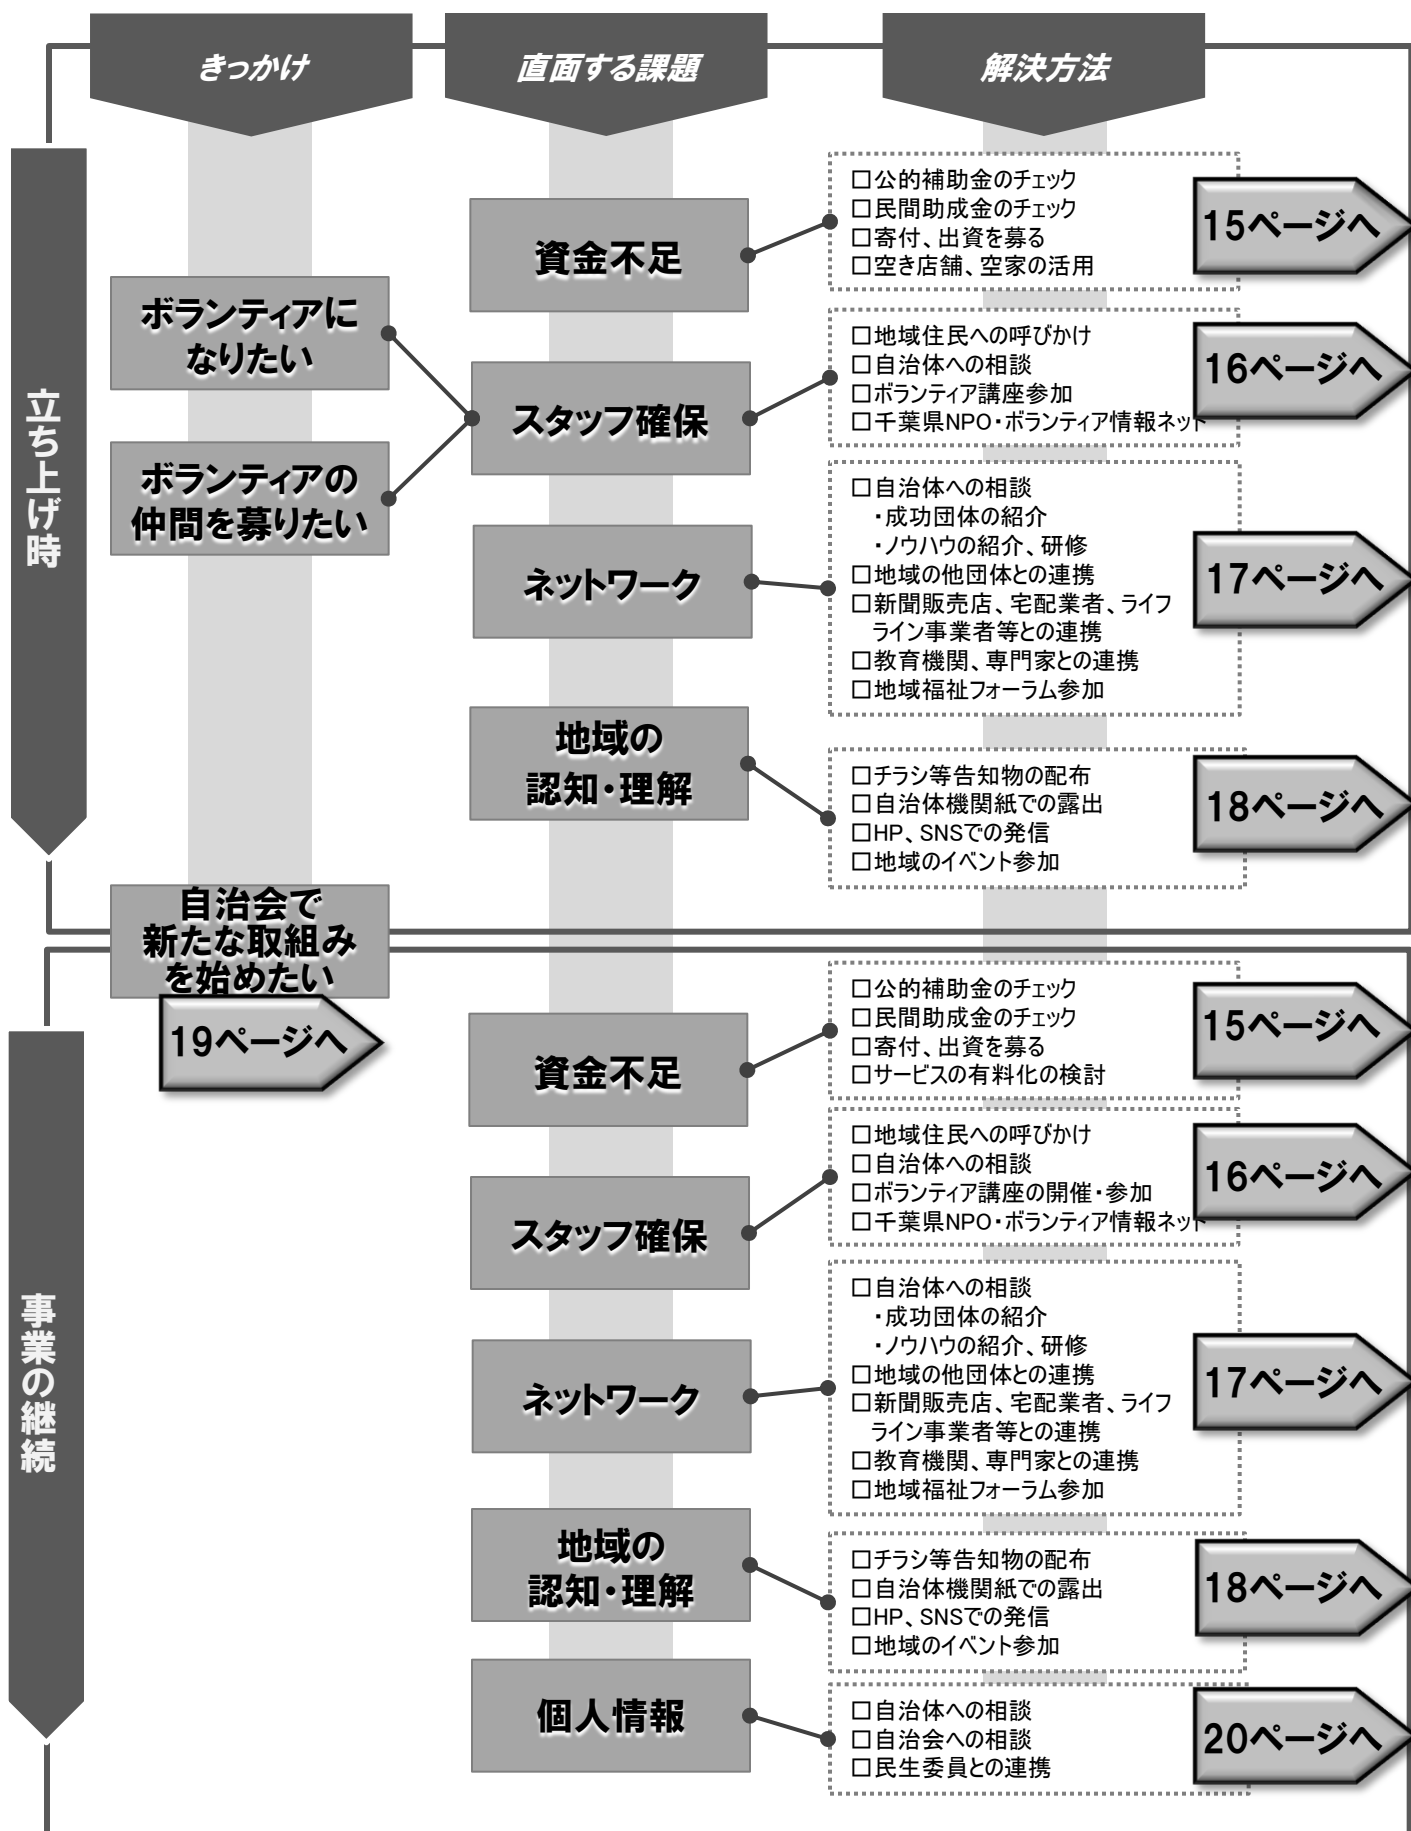 きっかけ
直面する課題
解決方法
立ち上げ時
ボランティアに
なりたい
ボランティアの
仲間を募りたい
資金不足
□公的補助金のチェック
□民間助成金のチェック
□寄付、出資を募る
□空き店舗、空家の活用
15ページへ
スタッフ確保
□地域住民への呼びかけ
□自治体への相談
□ボランティア講座参加
□千葉県NPO・ボランティア情報ネット
16ページへ
ネットワーク
□自治体への相談
・成功団体の紹介
・ノウハウの紹介、研修
□地域の他団体との連携
□新聞販売店、宅配業者、ライフ
ライン事業者等との連携
□教育機関、専門家との連携
□地域福祉フォーラム参加
17ページへ
地域の
認知・理解
□チラシ等告知物の配布
□自治体機関紙での露出
□HP、SNSでの発信
□地域のイベント参加
18ページへ
自治会で
新たな取組み
を始めたい
19ページへ
事業の継続
資金不足
□公的補助金のチェック
□民間助成金のチェック
□寄付、出資を募る
□サービスの有料化の検討
15ページへ
スタッフ確保
□地域住民への呼びかけ
□自治体への相談
□ボランティア講座の開催・参加
□千葉県NPO・ボランティア情報ネット
16ページへ
ネットワーク
□自治体への相談
・成功団体の紹介
・ノウハウの紹介、研修
□地域の他団体との連携
□新聞販売店、宅配業者、ライフ
ライン事業者等との連携
□教育機関、専門家との連携
□地域福祉フォーラム参加
17ページへ
地域の
認知・理解
□チラシ等告知物の配布
□自治体機関紙での露出
□HP、SNSでの発信
□地域のイベント参加
18ページへ
個人情報
□自治体への相談
□自治会への相談
□民生委員との連携
20ページへ